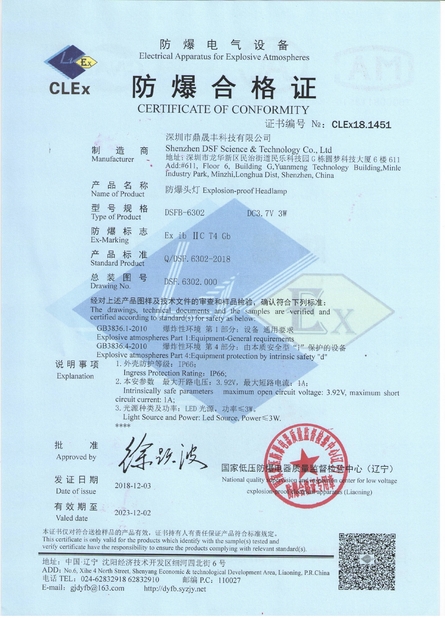 防爆电气设备
Electrical Apparatus for Explosive Atmospheres
Ex
CLEx
防爆合格证
CERTIFICATE OF CONFORMITY
证书编号 №: CLEx18.1451
深圳市鼎晟丰科技有限公司
制造商 Shenzhen DSF Science & Technology Co., Ltd
Manufacturer 地址: 深圳市龙华新区民治街道民乐科技园G栋圆梦科技大厦6楼611
Add:#611, Floor 6, Building G,Yuanmeng Technology Building,Minle
Industry Park, Minzhi,Longhua Dist, Shenzhen, China
产品名称 防爆头灯 Explosion-proof Headlamp
Name of Product
型号规格 DSFB-6302 DC3.7V 3W
Type
防爆标志 Ex ib ⅡC T4 Gb
Ex-Marking
产品标准 Q/DSF.6302-2018
Standard Product
总装图号 DSF.6302.000
Drawing No.
经对上述产品图样及技术文件的审查和样品检验，确认符合下列标准:
The drawings, technical documents and the samples are verified and
certified according to standard(s) for safety as below:
GB3836.1-2010 爆炸性环境 第1部分: 设备 通用要求
Explosive atmospheres Part 1:Equipment-General requirements
GB3836.4-2010 爆炸性环境 第4部分:由本质安全型"i"保护的设备
Explosive atmospheres Part 4:Equipment protection by intrinsic safety "d"
说明事项 1.外壳防护等级: IP66;
Explanation Ingress Protection Rating: IP66;
2.本安参数 最大开路电压: 3.92V, 最大短路电流: 1A;
Intrinsically safe parameters maximum open circuit voltage: 3.92V, maximum short
circuit current: 1A;
3.光源种类及功率: LED光源, 功率≤3W.
Light Source and Power: Led Source, Power≤3W.
****
批准
Approved by
国家低压防爆电器质量监督检验中心(辽宁)
发证日期 National quality supervision and inspection center for low voltage
Date of issue 2018-12-03 explosion-proof apparatus (Liaoning)
有效期至
Valed date 2023-12-02
本证书仅对符合送检样品的产品有效，证书持有人有责任保证产品符合标准规定。
This certificate is only valid for the products which identify with the sample(s) tested and
verify certificate have the responsibility to ensure the products complying with relevant standard(s).
地址: 中国·辽宁 沈阳经济技术开发区细河四北街6号
ADD: No.6, Xihe 4 North Street, Shenyang Economic & technological Development Area, Liaoning, P.R.China
电话 TEL: 024-62832918 62832910 邮编 P.C: 110027
E-mail: gjdyfb@163.com http://dyfb.syzjy.net